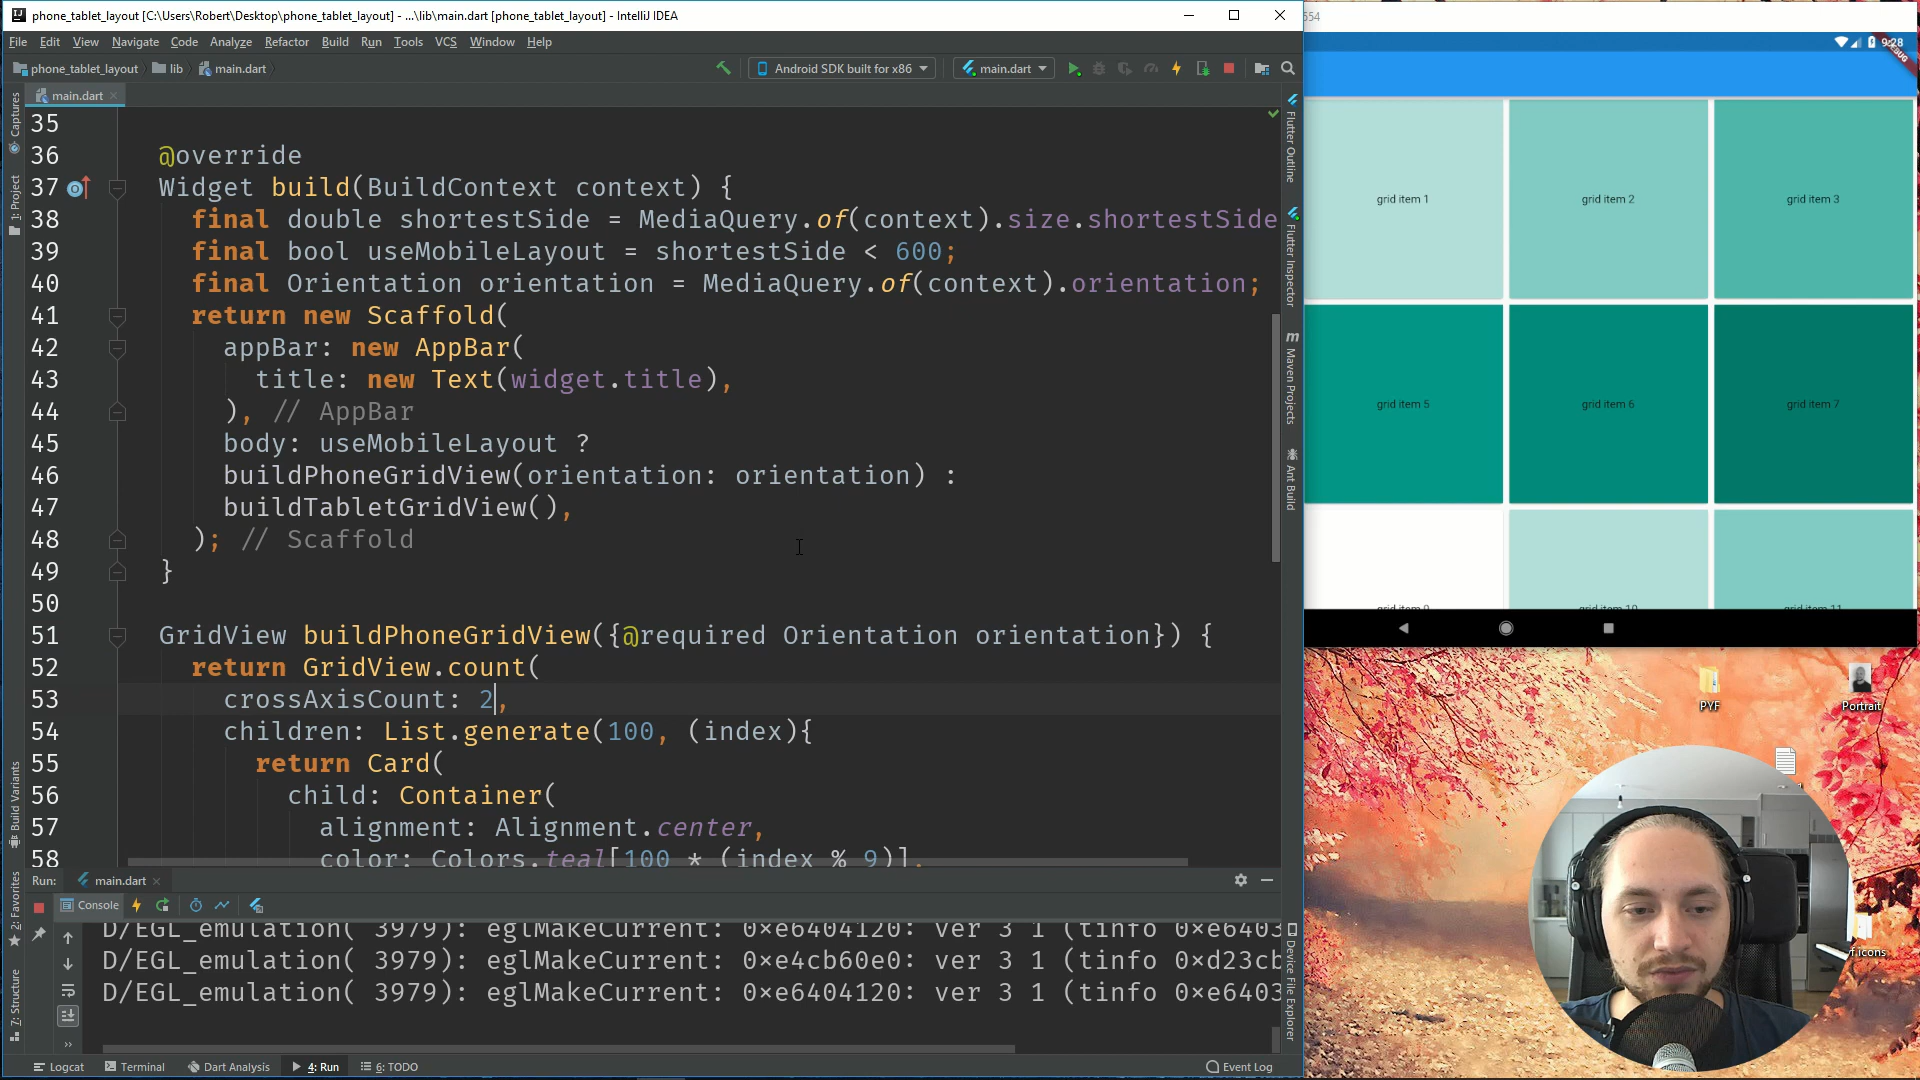 phone_tablet_layout [C:\Users\Robert\Desktop\phone_tablet_layout] - ...\lib\main.dart [phone_tablet_layout] - IntelliJ IDEA
File Edit View Navigate Code Analyze Refactor Build Run Tools VCS Window Help
phone_tablet_layout lib main.dart Android SDK built for x86 main.dart
main.dart
35
36 @override
37 Widget build(BuildContext context) {
38 final double shortestSide = MediaQuery.of(context).size.shortestSide
39 final bool useMobileLayout = shortestSide < 600;
40 final Orientation orientation = MediaQuery.of(context).orientation;
41 return new Scaffold(
42 appBar: new AppBar(
43 title: new Text(widget.title),
44 ), // AppBar
45 body: useMobileLayout ?
46 buildPhoneGridView(orientation: orientation) :
47 buildTabletGridView(),
48 ); // Scaffold
49 }
50
51 GridView buildPhoneGridView({@required Orientation orientation}) {
52 return GridView.count(
53 crossAxisCount: 2,
54 children: List.generate(100, (index){
55 return Card(
56 child: Container(
57 alignment: Alignment.center,
58 color: Colors.teal[100 * (index % 9)],
Run: main.dart
Console
D/EGL_emulation( 3979): eglMakeCurrent: 0xe6404120: ver 3 1 (tinfo 0xe6403
D/EGL_emulation( 3979): eglMakeCurrent: 0xe4cb60e0: ver 3 1 (tinfo 0xd23cb
D/EGL_emulation( 3979): eglMakeCurrent: 0xe6404120: ver 3 1 (tinfo 0xe6403
Logcat Terminal Dart Analysis 4: Run 6: TODO Event Log
Captures
1: Project
Build Variants
2: Favorites
7: Structure
Flutter Outline
Flutter Inspector
Maven Projects
Ant Build
Device File Explorer
554
9:28
grid item 1 grid item 2 grid item 3
grid item 5 grid item 6 grid item 7
grid item 9 grid item 10 grid item 11
PYF Portrait
f icons